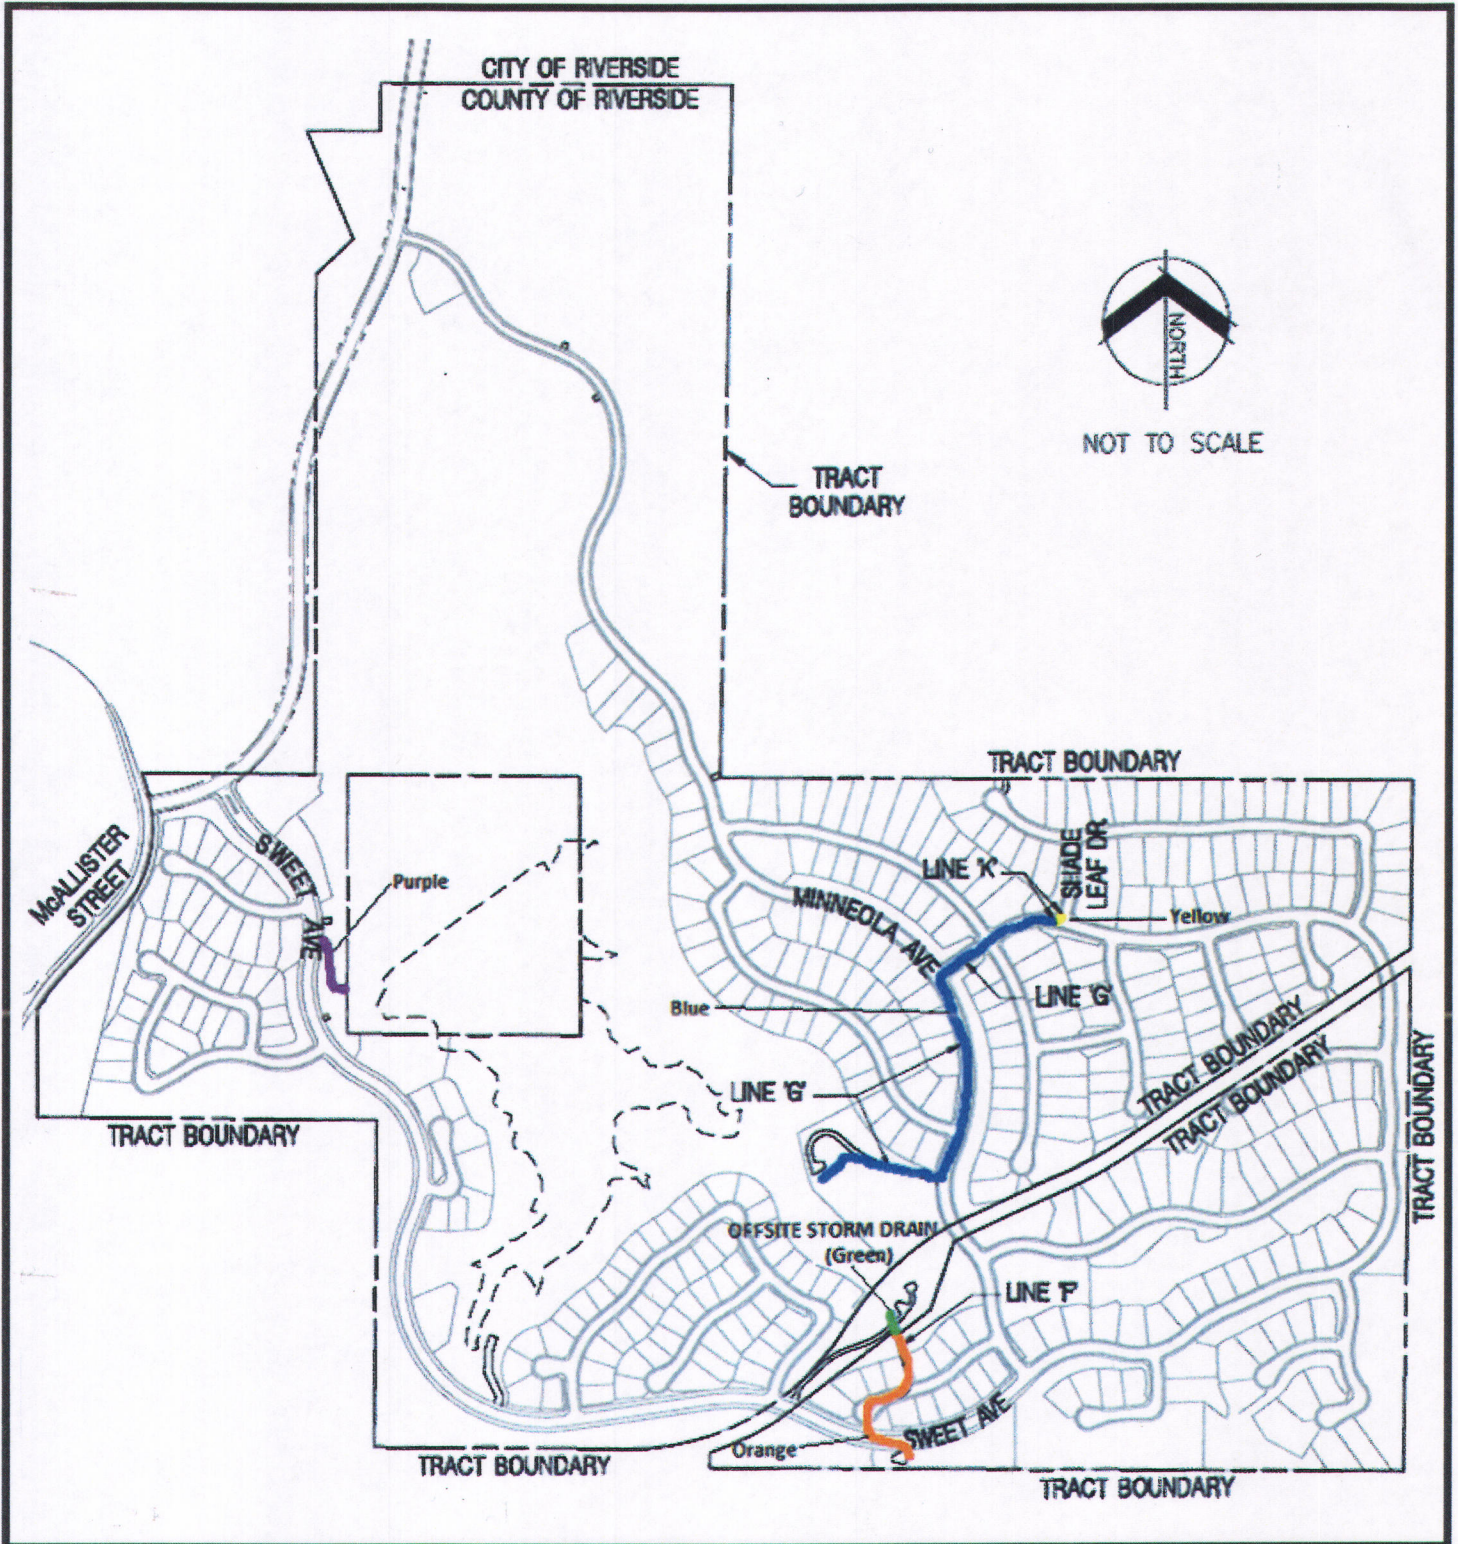 CITY OF RIVERSIDE
COUNTY OF RIVERSIDE
NORTH
NOT TO SCALE
TRACT
BOUNDARY
TRACT BOUNDARY
McALLISTER
STREET
SWEET
AVE
Purple
LINE 'K'
SHADE
LEAF DR.
Yellow
MINNEOLA AVE
LINE 'G'
Blue
LINE 'G'
TRACT BOUNDARY
TRACT BOUNDARY
TRACT BOUNDARY
TRACT BOUNDARY
OFFSITE STORM DRAIN
(Green)
LINE 'F'
SWEET AVE
Orange
TRACT BOUNDARY
TRACT BOUNDARY